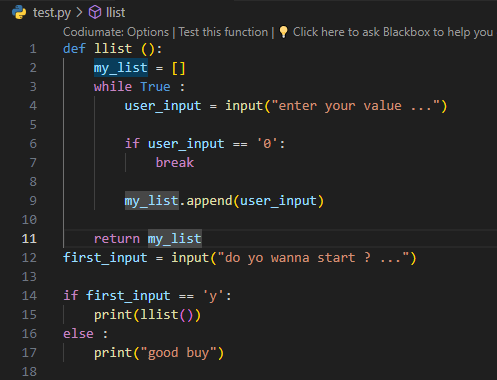 test.py > llist
Codiumate: Options | Test this function | Click here to ask Blackbox to help you
1 def llist ():
2 my_list = []
3 while True :
4 user_input = input("enter your value ...")
5
6 if user_input == '0':
7 break
8
9 my_list.append(user_input)
10
11 return my_list
12 first_input = input("do yo wanna start ? ...")
13
14 if first_input == 'y':
15 print(llist())
16 else :
17 print("good buy")
18